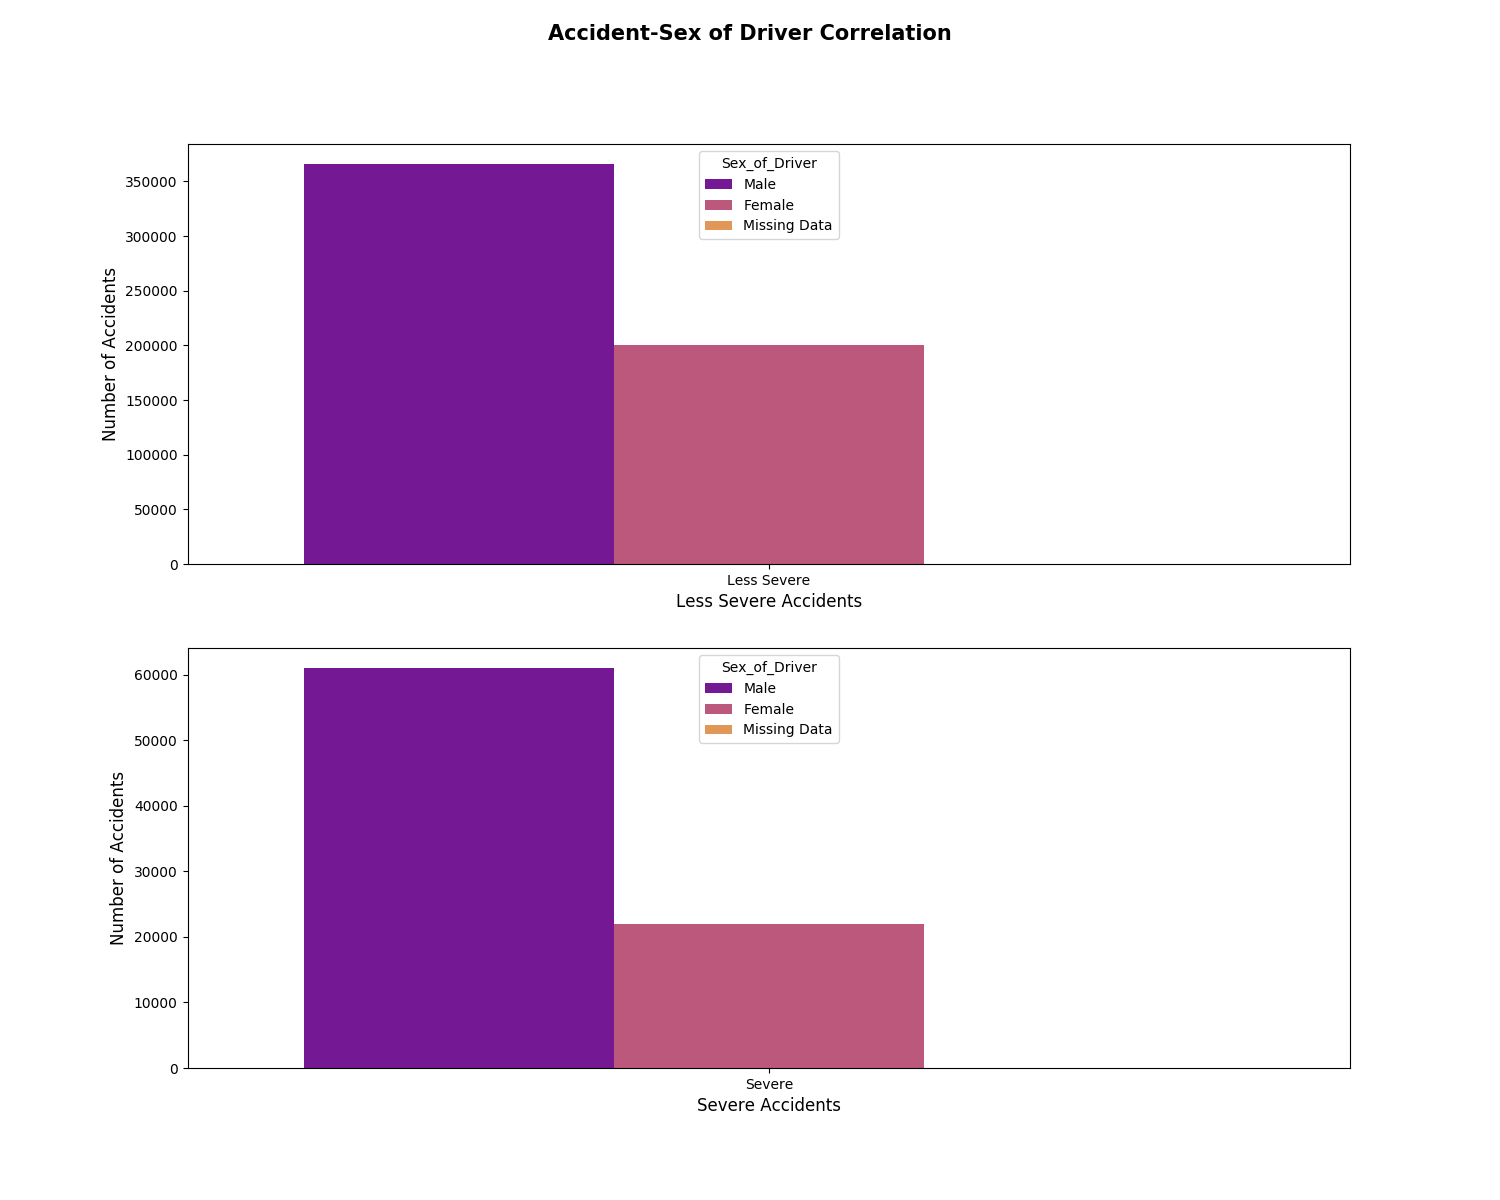 Accident-Sex of Driver Correlation
Number of Accidents
350000
300000
250000
200000
150000
100000
50000
0
Sex_of_Driver
Male
Female
Missing Data
Less Severe
Less Severe Accidents
Number of Accidents
60000
50000
40000
30000
20000
10000
0
Sex_of_Driver
Male
Female
Missing Data
Severe
Severe Accidents